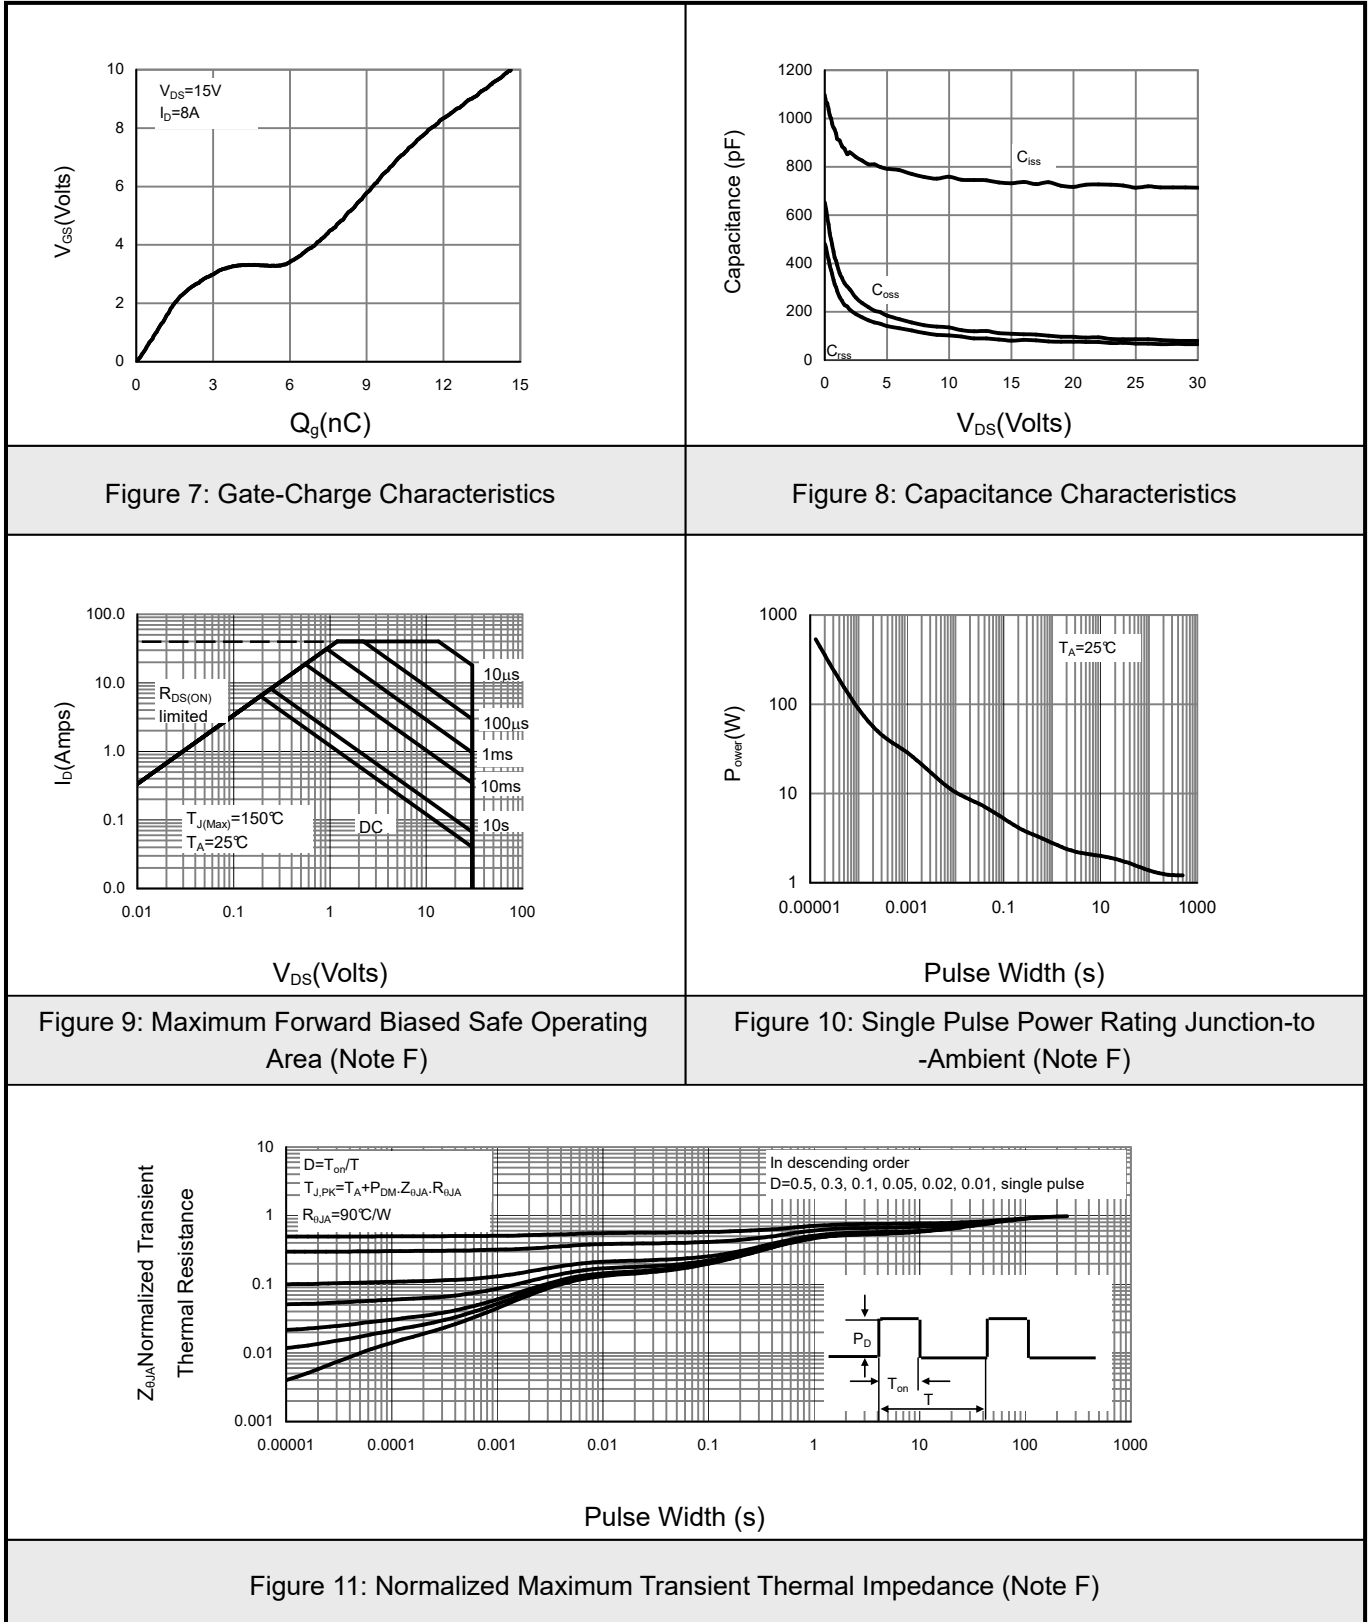 10
8
6
4
2
0
V_DS=15V
I_D=8A
V_GS(Volts)
0 3 6 9 12 15
Q_g(nC)
1200
1000
800
600
400
200
0
Capacitance (pF)
C_iss
C_oss
C_rss
0 5 10 15 20 25 30
V_DS(Volts)
Figure 7: Gate-Charge Characteristics
Figure 8: Capacitance Characteristics
100.0
10.0
1.0
0.1
0.0
I_D(Amps)
R_DS(ON)
limited
T_J(Max)=150°C
T_A=25°C
DC
10µs
100µs
1ms
10ms
10s
0.01 0.1 1 10 100
V_DS(Volts)
1000
100
10
1
P_ower(W)
T_A=25°C
0.00001 0.001 0.1 10 1000
Pulse Width (s)
Figure 9: Maximum Forward Biased Safe Operating
Area (Note F)
Figure 10: Single Pulse Power Rating Junction-to
-Ambient (Note F)
10
1
0.1
0.01
0.001
Z_θJA Normalized Transient
Thermal Resistance
D=T_on/T
T_J,PK=T_A+P_DM.Z_θJA.R_θJA
R_θJA=90°C/W
In descending order
D=0.5, 0.3, 0.1, 0.05, 0.02, 0.01, single pulse
P_D
T_on
T
0.00001 0.0001 0.001 0.01 0.1 1 10 100 1000
Pulse Width (s)
Figure 11: Normalized Maximum Transient Thermal Impedance (Note F)